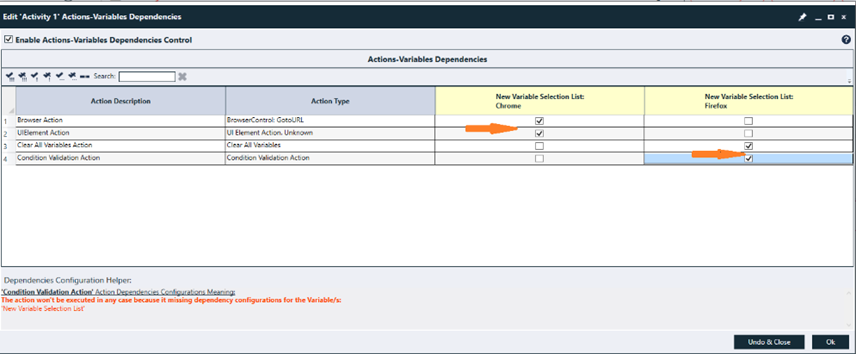 Edit 'Activity 1' Actions-Variables Dependencies
Enable Actions-Variables Dependencies Control
Actions-Variables Dependencies
Search:
Action Description Action Type New Variable Selection List: Chrome New Variable Selection List: Firefox
1 Browser Action BrowserControl: GotoURL
2 UIElement Action UI Element Action, Unknown
3 Clear All Variables Action Clear All Variables
4 Condition Validation Action Condition Validation Action
Dependencies Configuration Helper:
'Condition Validation Action' Action Dependencies Configurations Meaning:
The action won't be executed in any case because it missing dependency configurations for the Variable/s:
'New Variable Selection List'
Undo & Close Ok